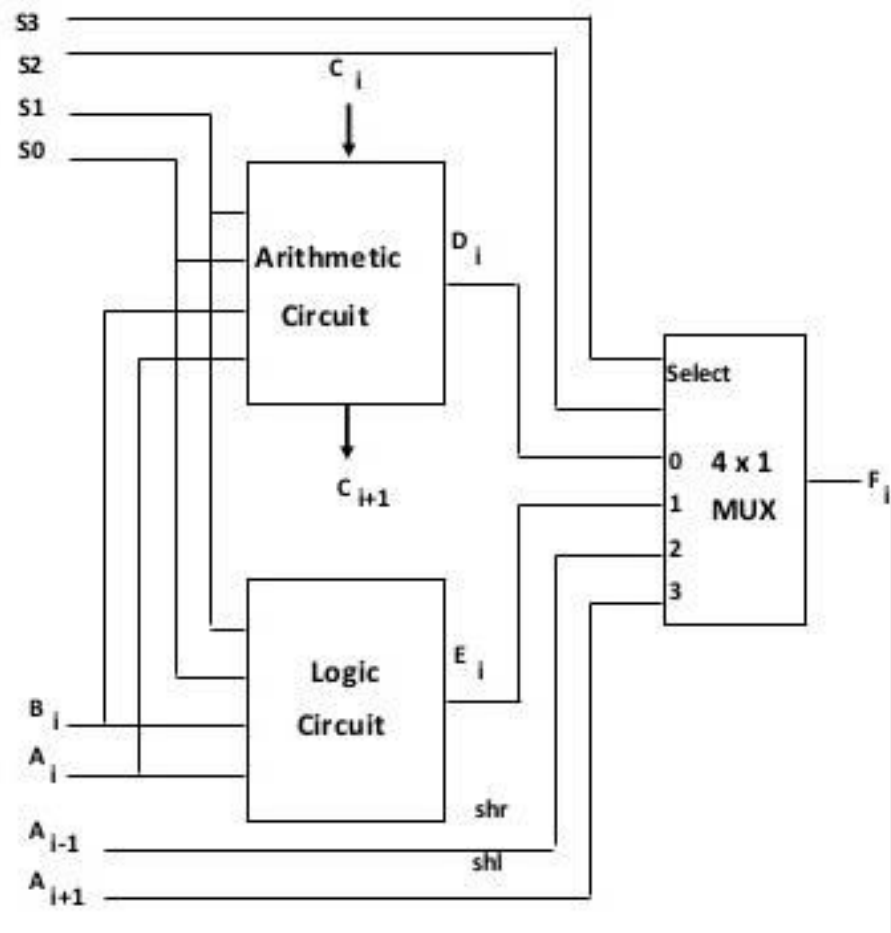 S3
S2
C i
S1
S0
D i
Arithmetic
Circuit
Select
0 4 x 1
F i
C i+1
1 MUX
2
3
E i
Logic
Circuit
B i
A i
shr
A i-1
shl
A i+1